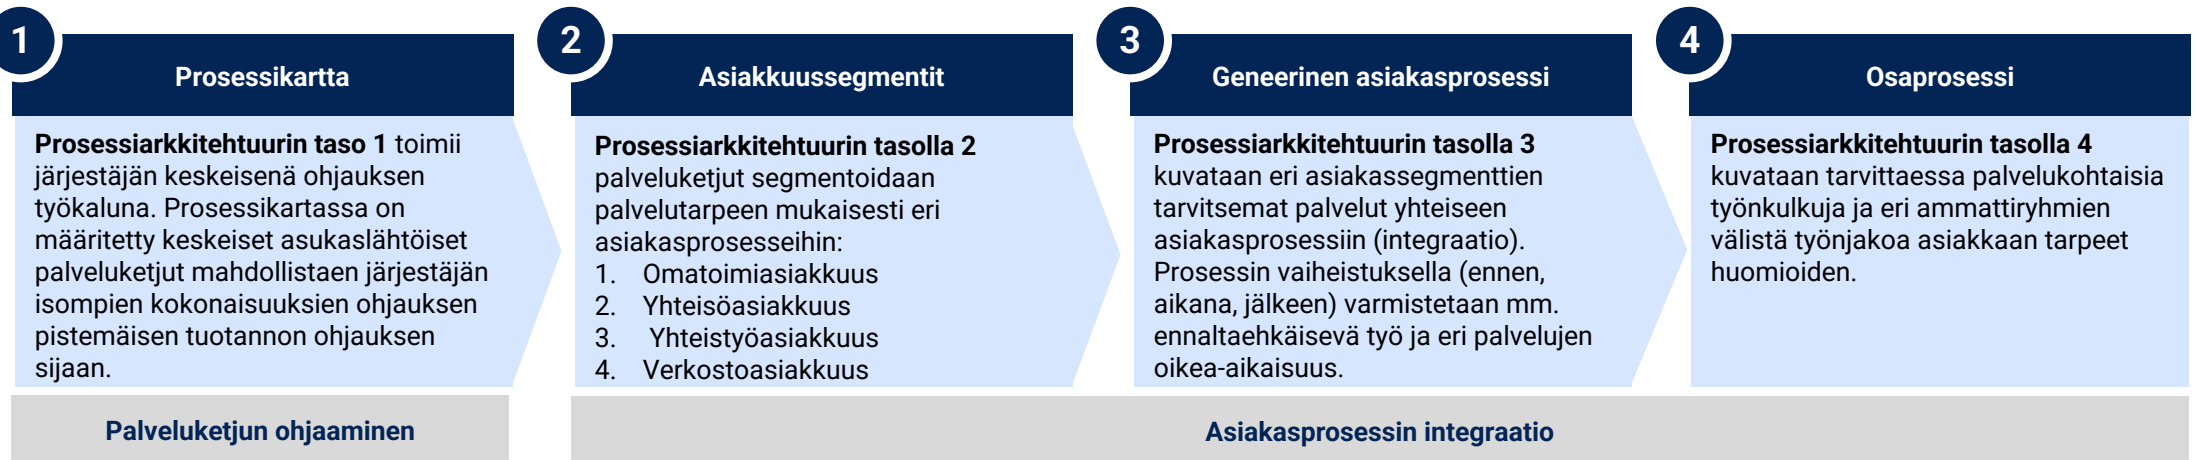 1
Prosessikartta
Prosessiarkkitehtuurin taso 1 toimii
järjestäjän keskeisenä ohjauksen
työkaluna. Prosessikartassa on
määritetty keskeiset asukaslähtöiset
palveluketjut mahdollistaen järjestäjän
isompien kokonaisuuksien ohjauksen
pistemäisen tuotannon ohjauksen
sijaan.
2
Asiakkuussegmentit
Prosessiarkkitehtuurin tasolla 2
palveluketjut segmentoidaan
palvelutarpeen mukaisesti eri
asiakasprosesseihin:
1. Omatoimiasiakkuus
2. Yhteisöasiakkuus
3. Yhteistyöasiakkuus
4. Verkostoasiakkuus
3
Geneerinen asiakasprosessi
Prosessiarkkitehtuurin tasolla 3
kuvataan eri asiakassegmenttien
tarvitsemat palvelut yhteiseen
asiakasprosessiin (integraatio).
Prosessin vaiheistuksella (ennen,
aikana, jälkeen) varmistetaan mm.
ennaltaehkäisevä työ ja eri palvelujen
oikea-aikaisuus.
4
Osaprosessi
Prosessiarkkitehtuurin tasolla 4
kuvataan tarvittaessa palvelukohtaisia
työnkulkuja ja eri ammattiryhmien
välistä työnjakoa asiakkaan tarpeet
huomioiden.
Palveluketjun ohjaaminen
Asiakasprosessin integraatio